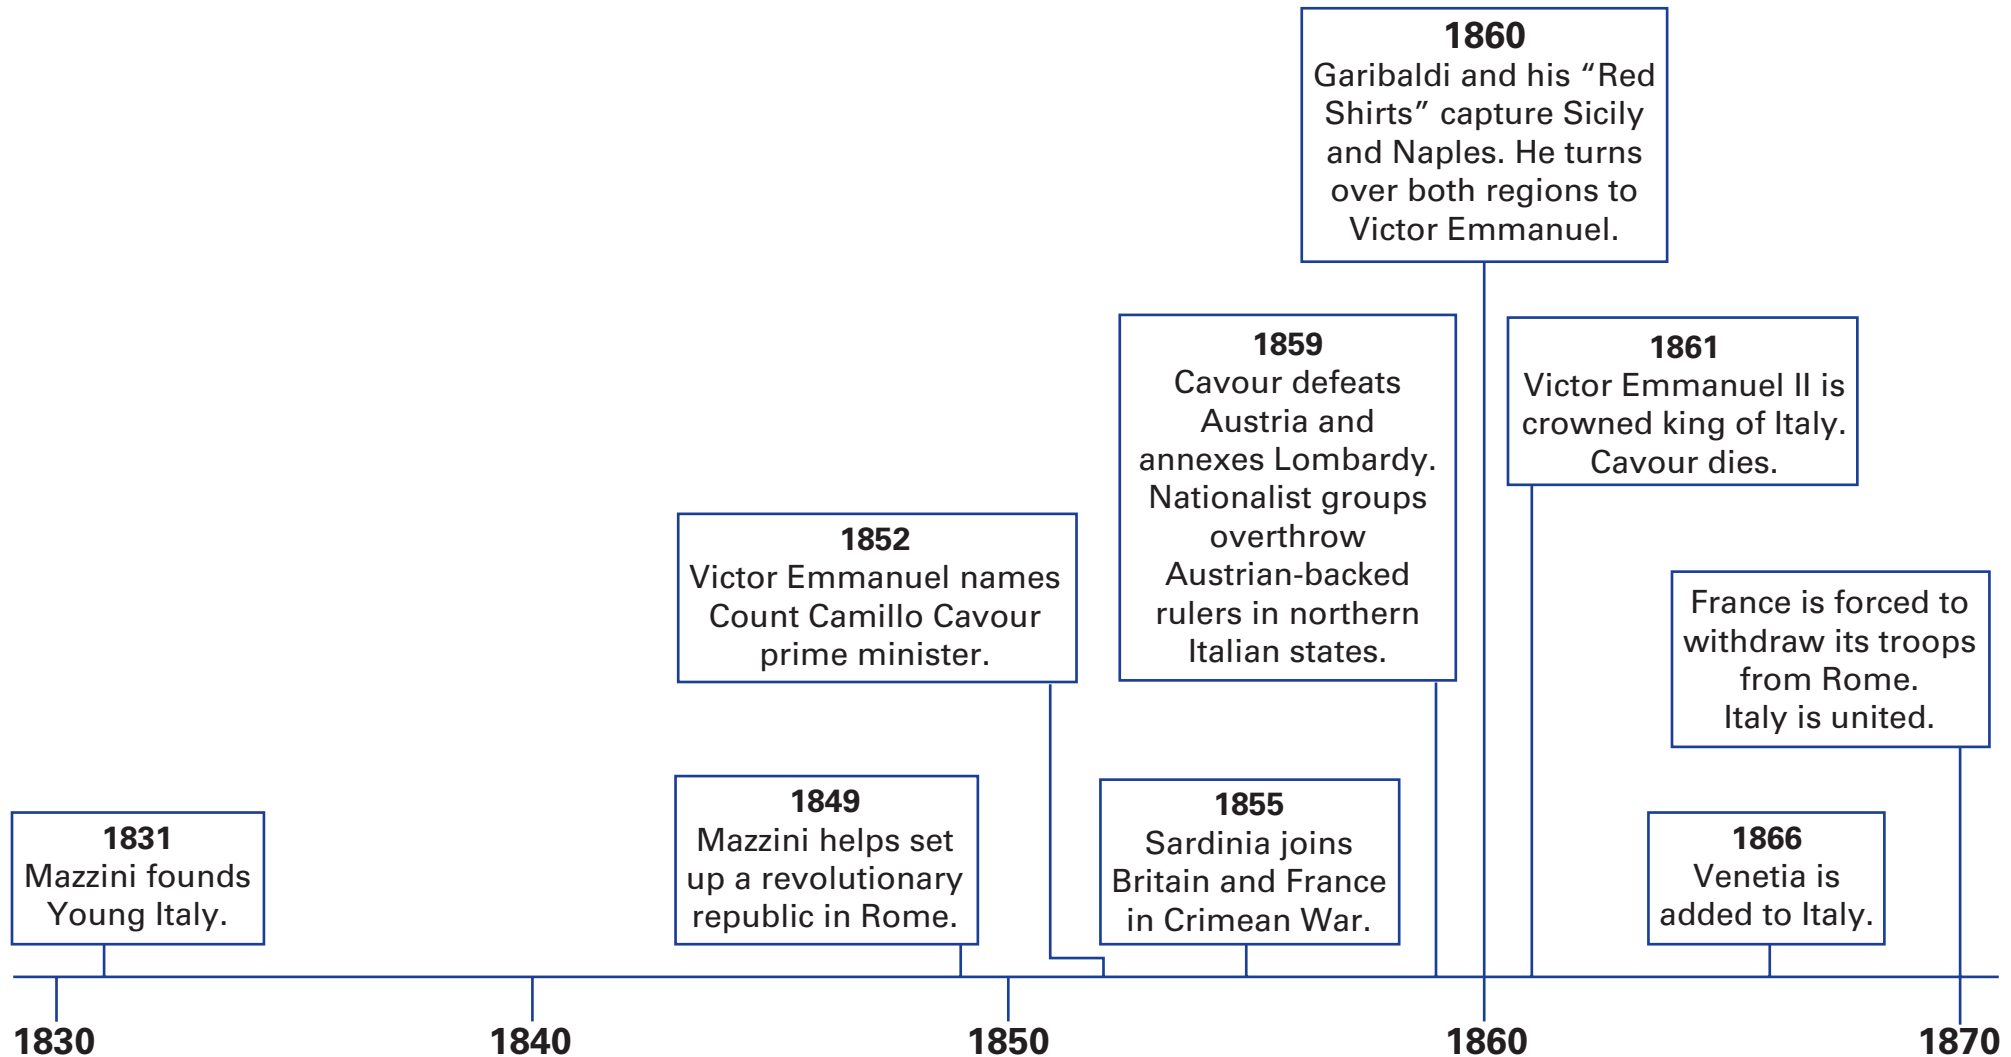 1860
Garibaldi and his “Red
Shirts” capture Sicily
and Naples. He turns
over both regions to
Victor Emmanuel.
1859
Cavour defeats
Austria and
annexes Lombardy.
Nationalist groups
overthrow
Austrian-backed
rulers in northern
Italian states.
1861
Victor Emmanuel II is
crowned king of Italy.
Cavour dies.
1852
Victor Emmanuel names
Count Camillo Cavour
prime minister.
France is forced to
withdraw its troops
from Rome.
Italy is united.
1831
Mazzini founds
Young Italy.
1849
Mazzini helps set
up a revolutionary
republic in Rome.
1855
Sardinia joins
Britain and France
in Crimean War.
1866
Venetia is
added to Italy.
1830
1840
1850
1860
1870